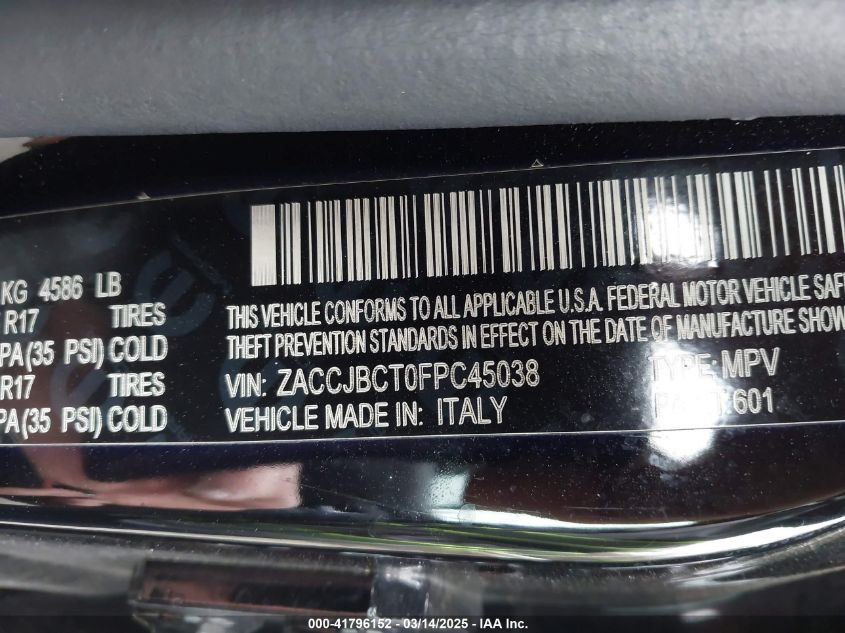 KG 4586 LB
R17 TIRES
PA(35 PSI) COLD
R17 TIRES
PA(35 PSI) COLD
THIS VEHICLE CONFORMS TO ALL APPLICABLE U.S.A. FEDERAL MOTOR VEHICLE SAF
THEFT PREVENTION STANDARDS IN EFFECT ON THE DATE OF MANUFACTURE SHOW
VIN: ZACCJBCT0FPC45038 TYPE: MPV
VEHICLE MADE IN: ITALY 601
000-41796152 - 03/14/2025 - IAAI.com